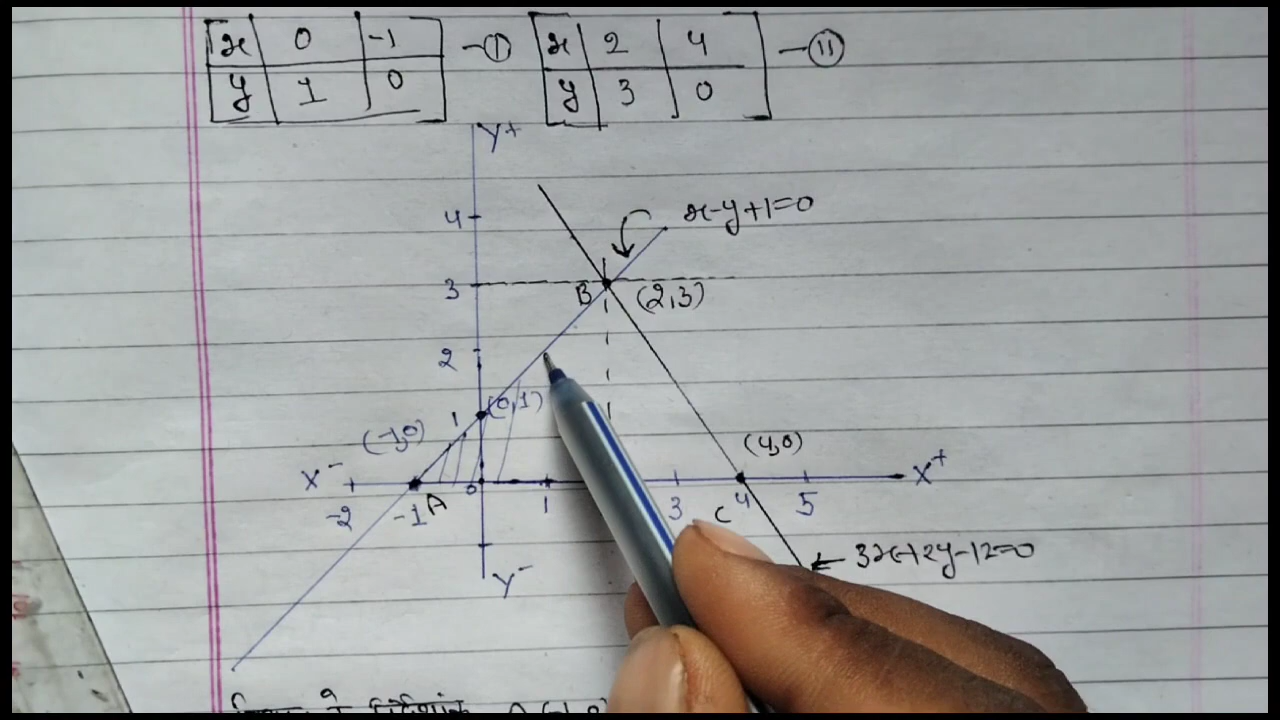 x 0 -1 -I x 2 4 -II
y 1 0 y 3 0
Y+
4 x-y+1=0
3 B (2,3)
2
(-1,0) 1 (0,1) (4,0)
X- X+
-2 -1 A 0 1 3 C 4 5
3x+2y-12=0
Y-
के निर्देशांक